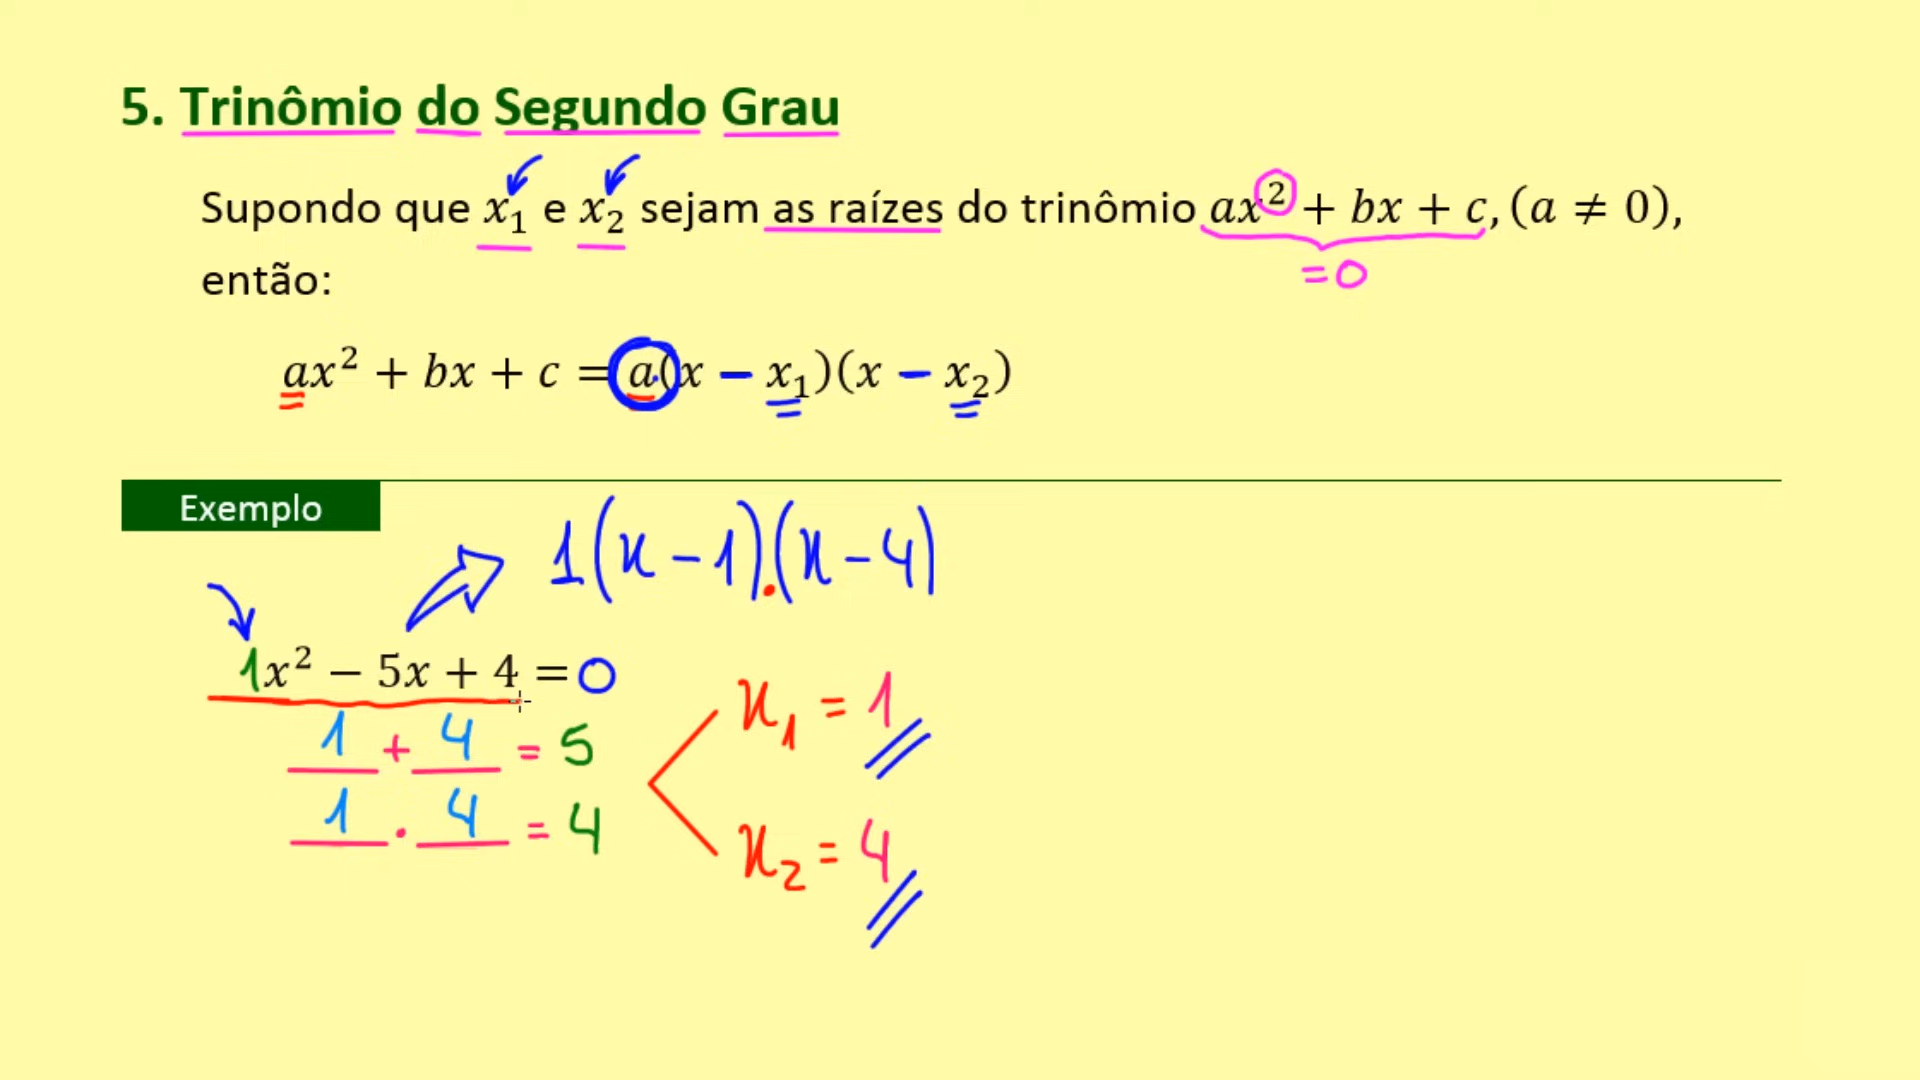 5. Trinômio do Segundo Grau
Supondo que x₁ e x₂ sejam as raízes do trinômio ax² + bx + c, (a ≠ 0),
= 0
então:
ax² + bx + c = a·(x − x₁)(x − x₂)
Exemplo
1(x − 1).(x − 4)
1x² − 5x + 4 = 0
1 + 4 = 5
1 . 4 = 4
x₁ = 1
x₂ = 4